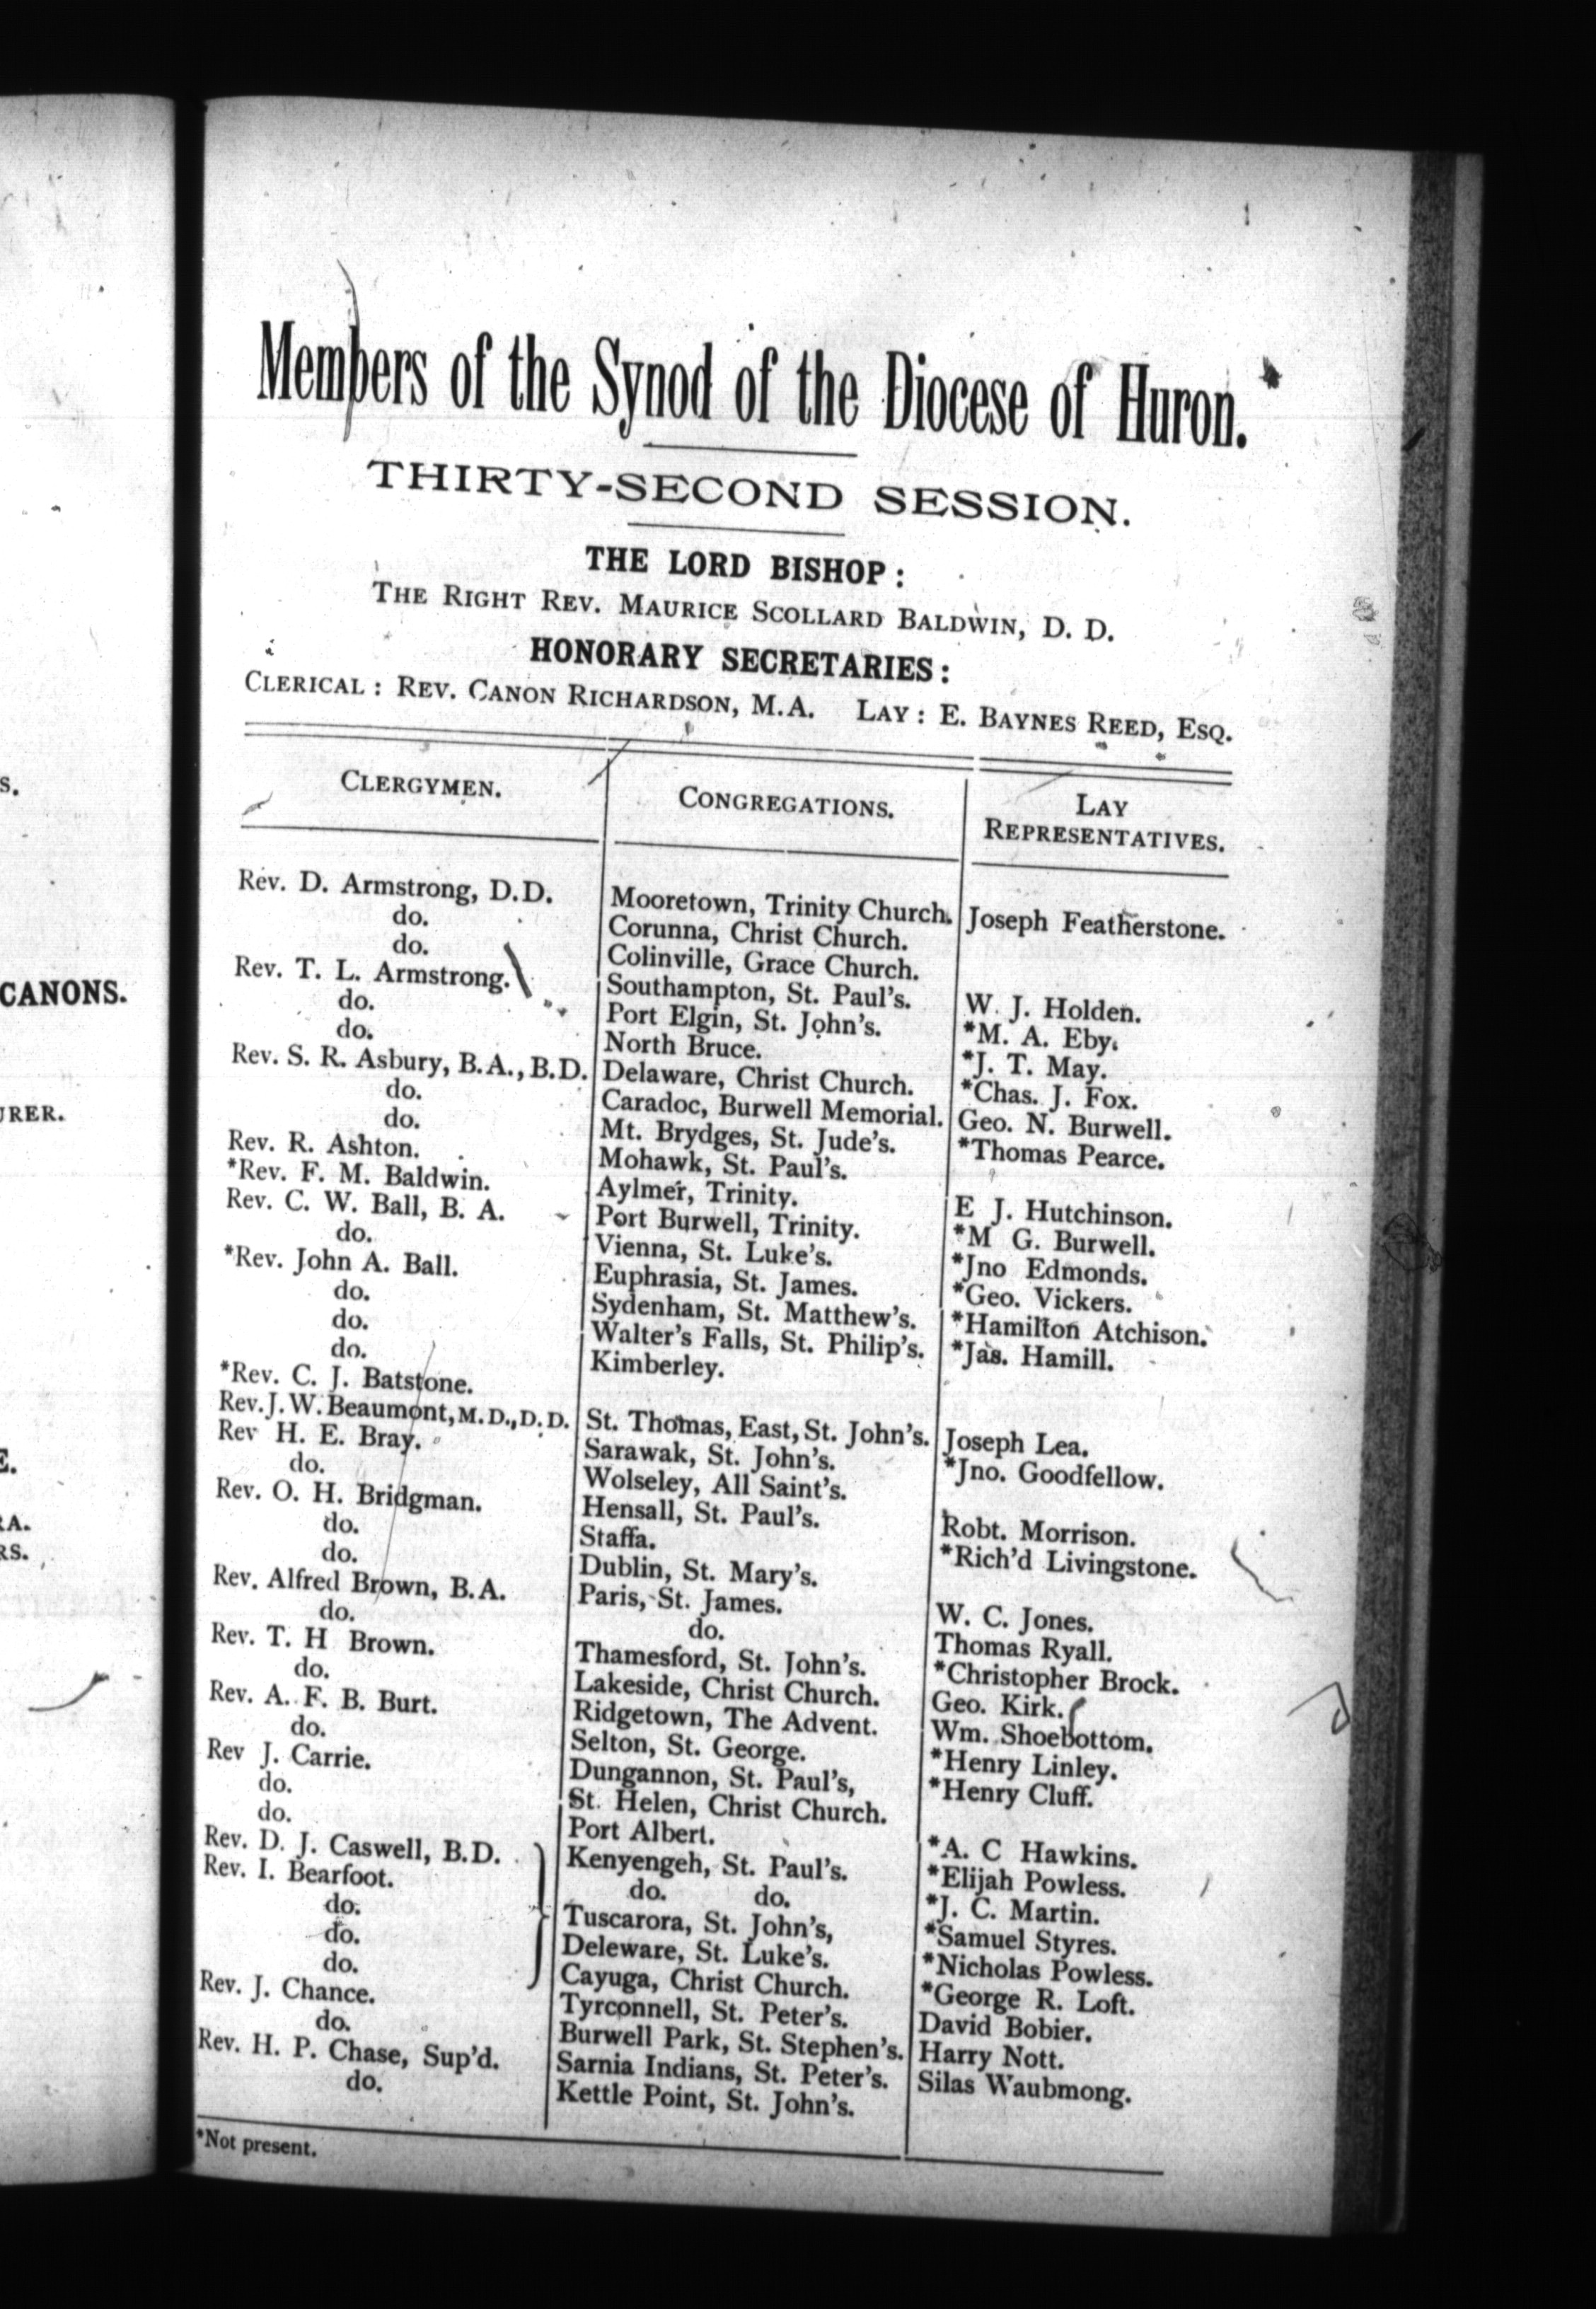 CANONS.
Members of the Synod of the Diocese of Huron.
THIRTY-SECOND SESSION.
THE LORD BISHOP:
THE RIGHT REV. MAURICE SCOLLARD BALDWIN, D. D.
HONORARY SECRETARIES:
CLERICAL: REV. CANON RICHARDSON, M.A. LAY: E. BAYNES REED, ESQ.
CLERGYMEN. CONGREGATIONS. LAY REPRESENTATIVES.
Rev. D. Armstrong, D.D. Mooretown, Trinity Church. Joseph Featherstone.
do. Corunna, Christ Church.
do. Colinville, Grace Church.
Rev. T. L. Armstrong. Southampton, St. Paul's. W. J. Holden.
do. Port Elgin, St. John's. *M. A. Eby.
do. North Bruce. *J. T. May.
Rev. S. R. Asbury, B.A., B.D. Delaware, Christ Church. *Chas. J. Fox.
do. Caradoc, Burwell Memorial. Geo. N. Burwell.
do. Mt. Brydges, St. Jude's. *Thomas Pearce.
Rev. R. Ashton. Mohawk, St. Paul's.
*Rev. F. M. Baldwin. Aylmer, Trinity. E J. Hutchinson.
Rev. C. W. Ball, B. A. Port Burwell, Trinity. *M G. Burwell.
do. Vienna, St. Luke's. *Jno Edmonds.
*Rev. John A. Ball. Euphrasia, St. James. *Geo. Vickers.
do. Sydenham, St. Matthew's. *Hamilton Atchison.
do. Walter's Falls, St. Philip's. *Jas. Hamill.
do. Kimberley.
*Rev. C. J. Batstone.
Rev. J. W. Beaumont, M.D., D.D. St. Thomas, East, St. John's. Joseph Lea.
Rev H. E. Bray. Sarawak, St. John's. *Jno. Goodfellow.
do. Wolseley, All Saint's.
Rev. O. H. Bridgman. Hensall, St. Paul's. Robt. Morrison.
do. Staffa. *Rich'd Livingstone.
do. Dublin, St. Mary's.
Rev. Alfred Brown, B.A. Paris, St. James. W. C. Jones.
do. do. Thomas Ryall.
Rev. T. H Brown. Thamesford, St. John's. *Christopher Brock.
do. Lakeside, Christ Church. Geo. Kirk.
Rev. A. F. B. Burt. Ridgetown, The Advent. Wm. Shoebottom.
do. Selton, St. George. *Henry Linley.
Rev J. Carrie. Dungannon, St. Paul's, *Henry Cluff.
do. St. Helen, Christ Church.
do. Port Albert. *A. C Hawkins.
Rev. D. J. Caswell, B.D. Kenyengeh, St. Paul's. *Elijah Powless.
Rev. I. Bearfoot. do. do. *J. C. Martin.
do. Tuscarora, St. John's, *Samuel Styres.
do. Deleware, St. Luke's. *Nicholas Powless.
do. Cayuga, Christ Church. *George R. Loft.
Rev. J. Chance. Tyrconnell, St. Peter's. David Bobier.
do. Burwell Park, St. Stephen's. Harry Nott.
Rev. H. P. Chase, Sup'd. Sarnia Indians, St. Peter's. Silas Waubmong.
do. Kettle Point, St. John's.
*Not present.